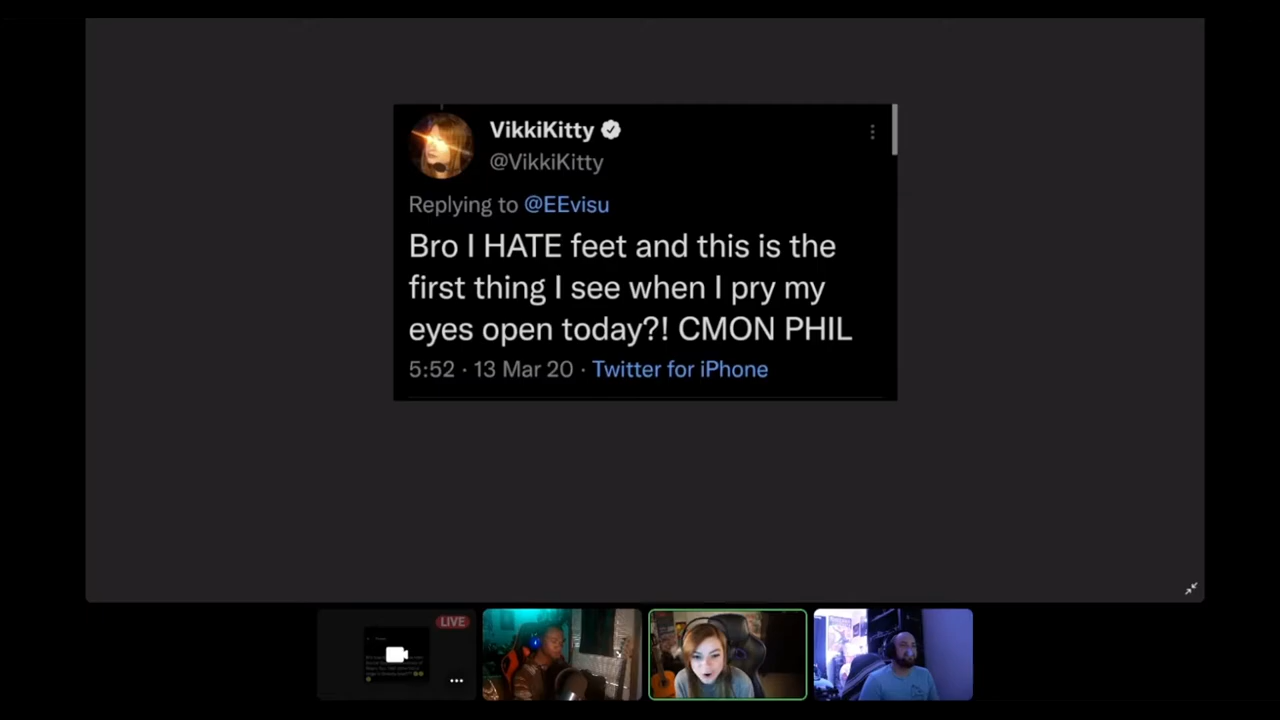 VikkiKitty
@VikkiKitty
Replying to @EEvisu
Bro I HATE feet and this is the
first thing I see when I pry my
eyes open today?! CMON PHIL
5:52 · 13 Mar 20 · Twitter for iPhone
LIVE